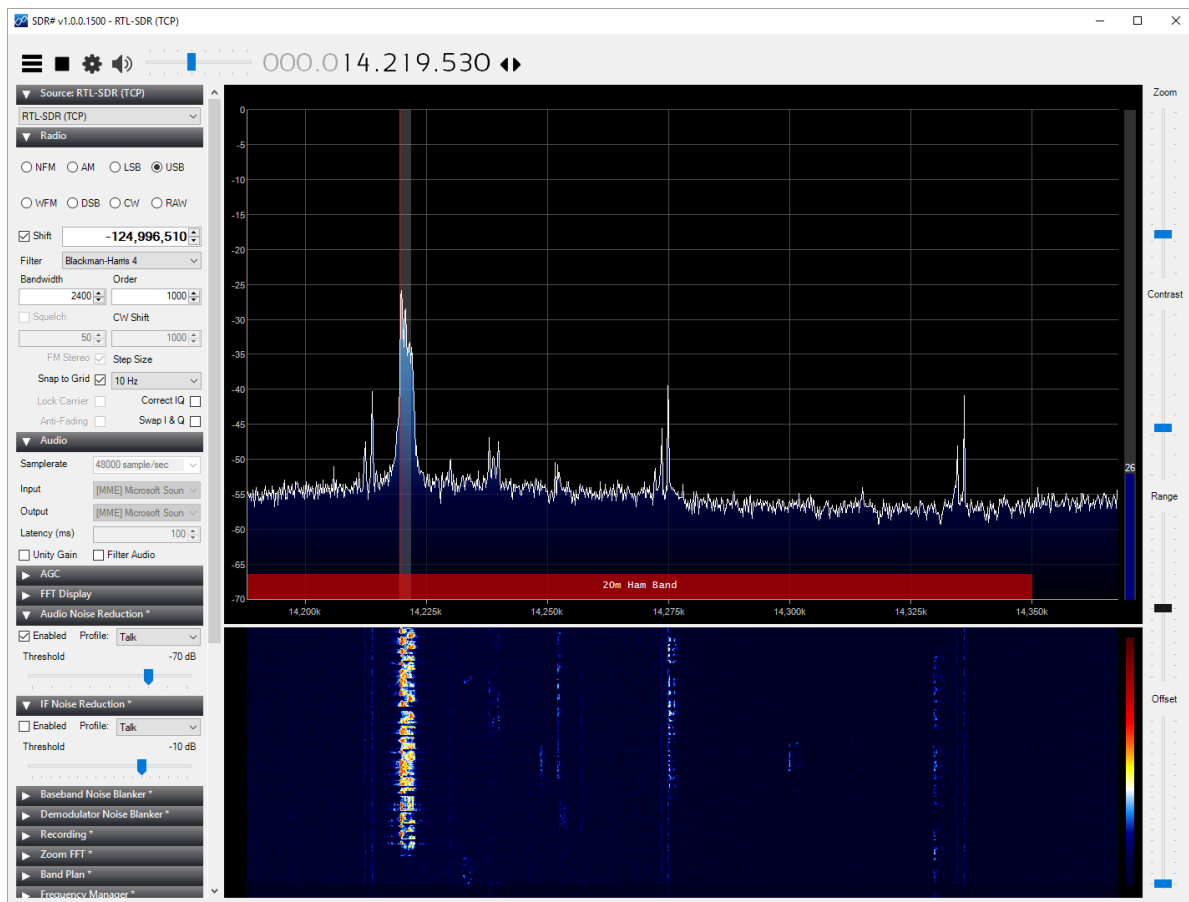 SDR# v1.0.0.1500 - RTL-SDR (TCP)
000.014.219.530
Source: RTL-SDR (TCP)
RTL-SDR (TCP)
Radio
NFM AM LSB USB
WFM DSB CW RAW
Shift -124,996,510
Filter Blackman-Harris 4
Bandwidth Order
2400 1000
Squelch CW Shift
50 1000
FM Stereo Step Size
Snap to Grid 10 Hz
Lock Carrier Correct IQ
Anti-Fading Swap I & Q
Audio
Samplerate 48000 sample/sec
Input [MME] Microsoft Soun
Output [MME] Microsoft Soun
Latency (ms) 100
Unity Gain Filter Audio
AGC
FFT Display
Audio Noise Reduction *
Enabled Profile: Talk
Threshold -70 dB
IF Noise Reduction *
Enabled Profile: Talk
Threshold -10 dB
Baseband Noise Blanker *
Demodulator Noise Blanker *
Recording *
Zoom FFT *
Band Plan *
Frequency Manager *
0
-5
-10
-15
-20
-25
-30
-35
-40
-45
-50
-55
-60
-65
-70
26
20m Ham Band
14,200k 14,225k 14,250k 14,275k 14,300k 14,325k 14,350k
Zoom
Contrast
Range
Offset